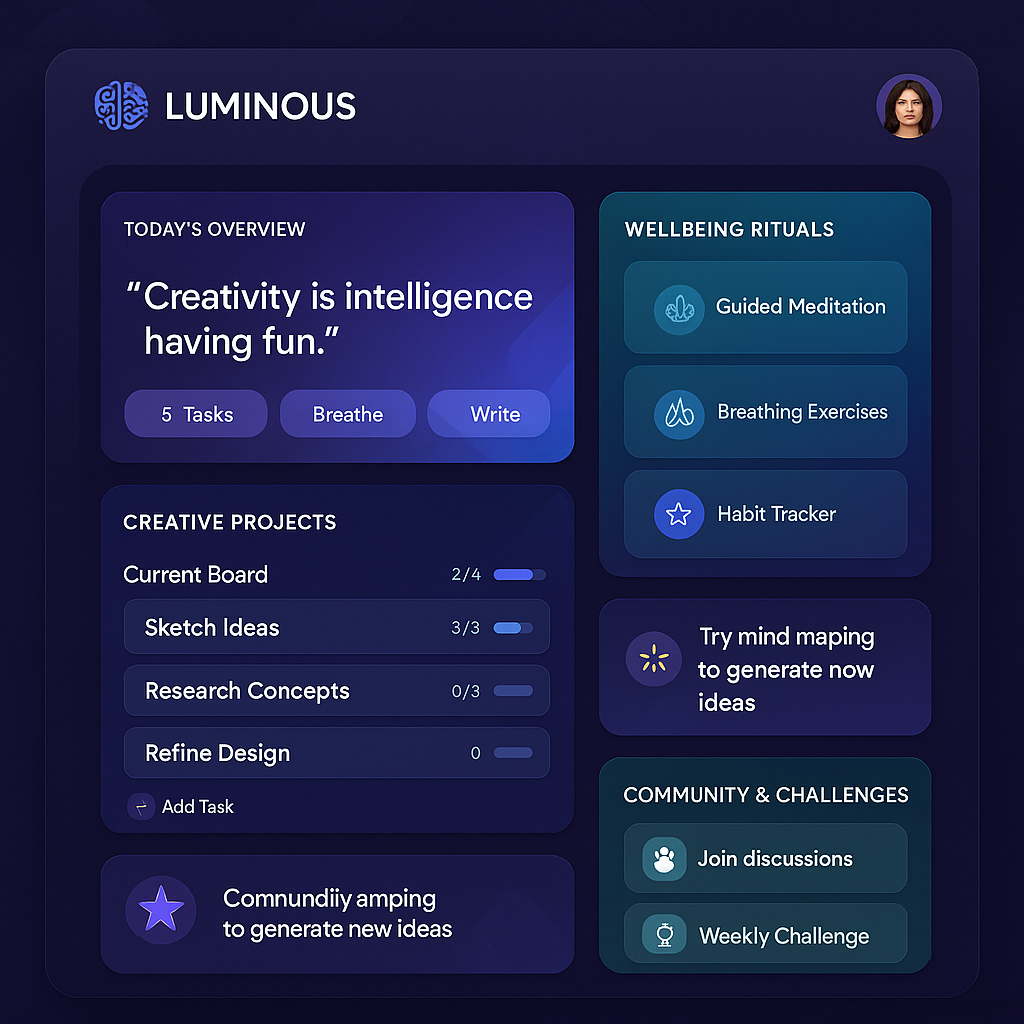 LUMINOUS
TODAY'S OVERVIEW
"Creativity is intelligence
having fun."
5 Tasks
Breathe
Write
CREATIVE PROJECTS
Current Board 2/4
Sketch Ideas 3/3
Research Concepts 0/3
Refine Design 0
Add Task
Comnundiiy amping
to generate new ideas
WELLBEING RITUALS
Guided Meditation
Breathing Exercises
Habit Tracker
Try mind maping
to generate now
ideas
COMMUNITY & CHALLENGES
Join discussions
Weekly Challenge